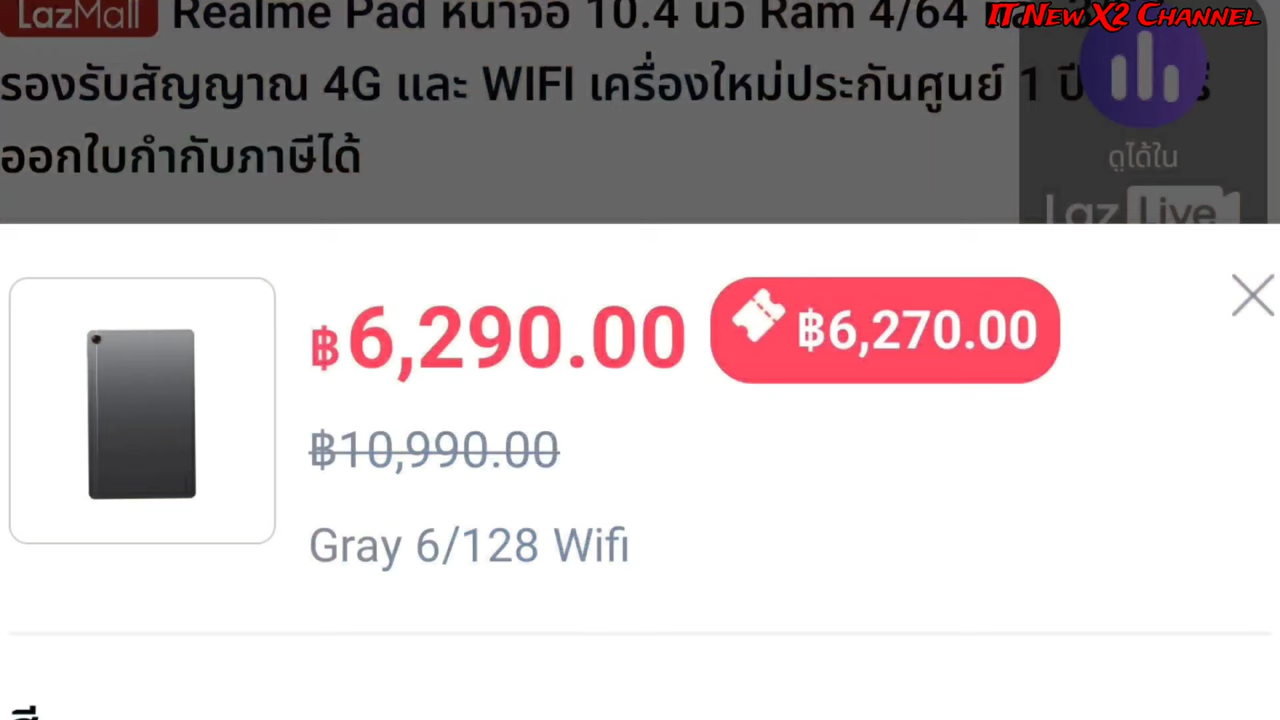 LazMall Realme Pad หน้าจอ 10.4 นิ้ว Ram 4/64
IT New X2 Channel
รองรับสัญญาณ 4G และ WIFI เครื่องใหม่ประกันศูนย์ 1 ปี
ออกใบกำกับภาษีได้
ดูได้ใน
Laz Live
฿6,290.00
฿6,270.00
฿10,990.00
Gray 6/128 Wifi